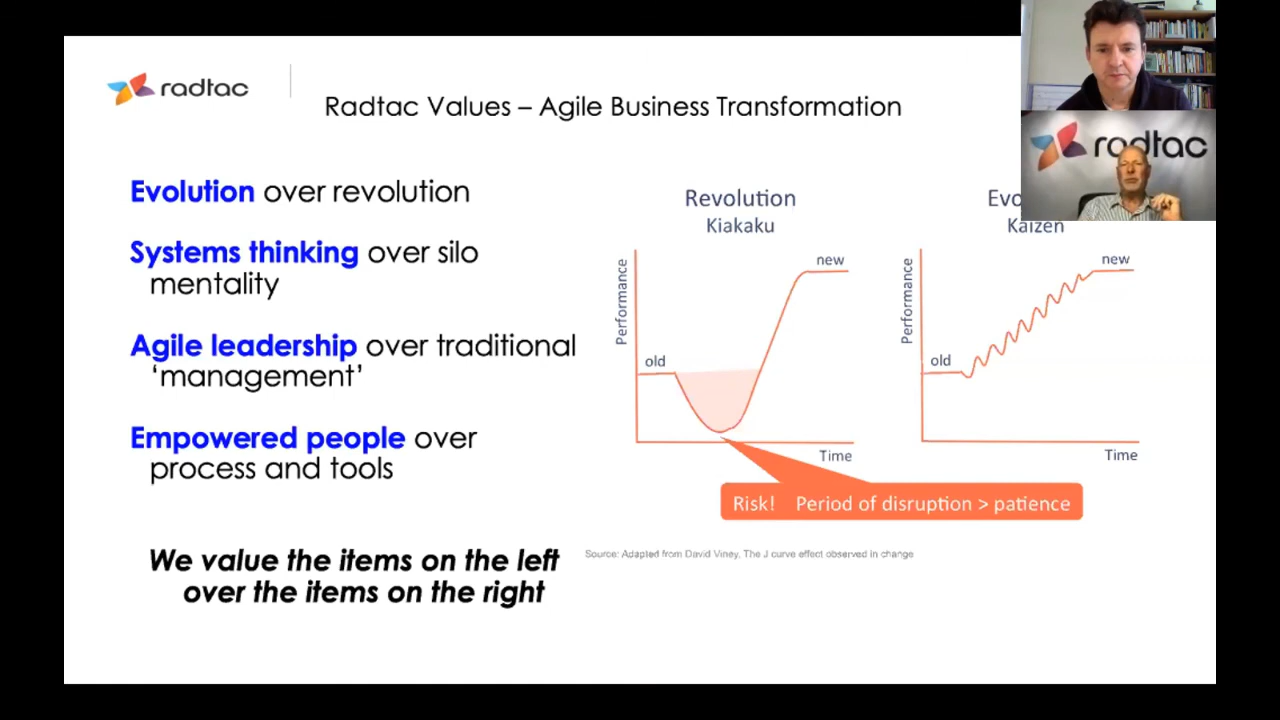 radtac
Radtac Values – Agile Business Transformation
radtac
Evolution over revolution
Systems thinking over silo
mentality
Agile leadership over traditional
‘management’
Empowered people over
process and tools
We value the items on the left
over the items on the right
Revolution
Kiakaku
Performance
old
new
Time
Evo
Kaizen
Performance
old
new
Time
Risk! Period of disruption > patience
Source: Adapted from David Viney, The J curve effect observed in change